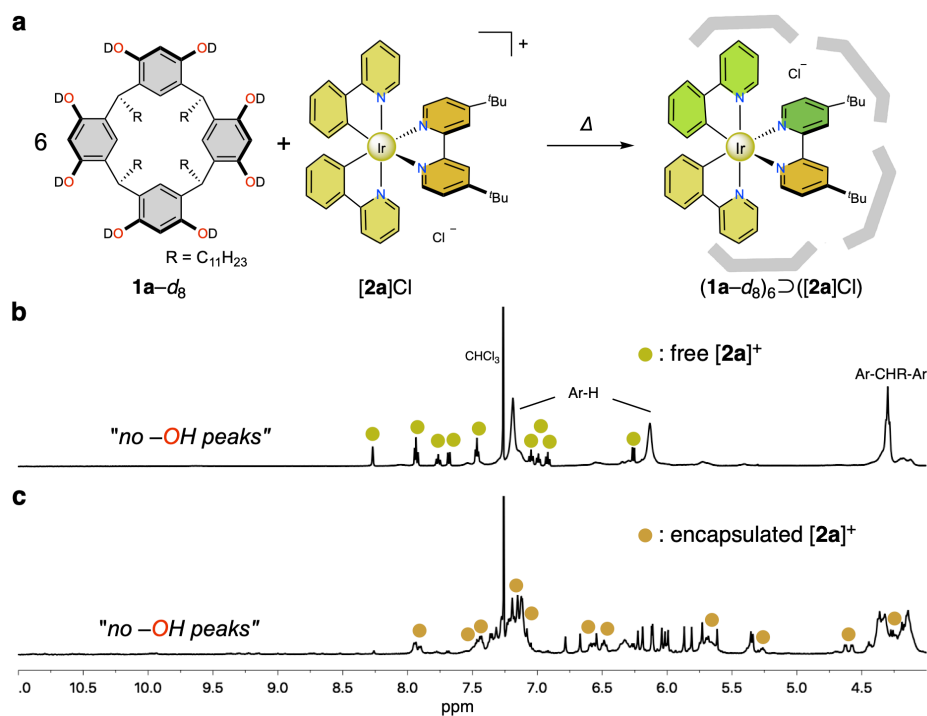 a
DO OD
DO OD
DO OD
DO OD
R R
R R
6
R = C₁₁H₂₃
1a–d₈
+
+
N
N
Ir
N
N
ᵗBu
ᵗBu
Cl⁻
[2a]Cl
Δ
Cl⁻
N
N
Ir
N
N
ᵗBu
ᵗBu
(1a–d₈)₆⊃([2a]Cl)
b
CHCl₃
: free [2a]⁺
Ar-CHR-Ar
Ar-H
"no –OH peaks"
c
: encapsulated [2a]⁺
"no –OH peaks"
.0 10.5 10.0 9.5 9.0 8.5 8.0 7.5 7.0 6.5 6.0 5.5 5.0 4.5
ppm